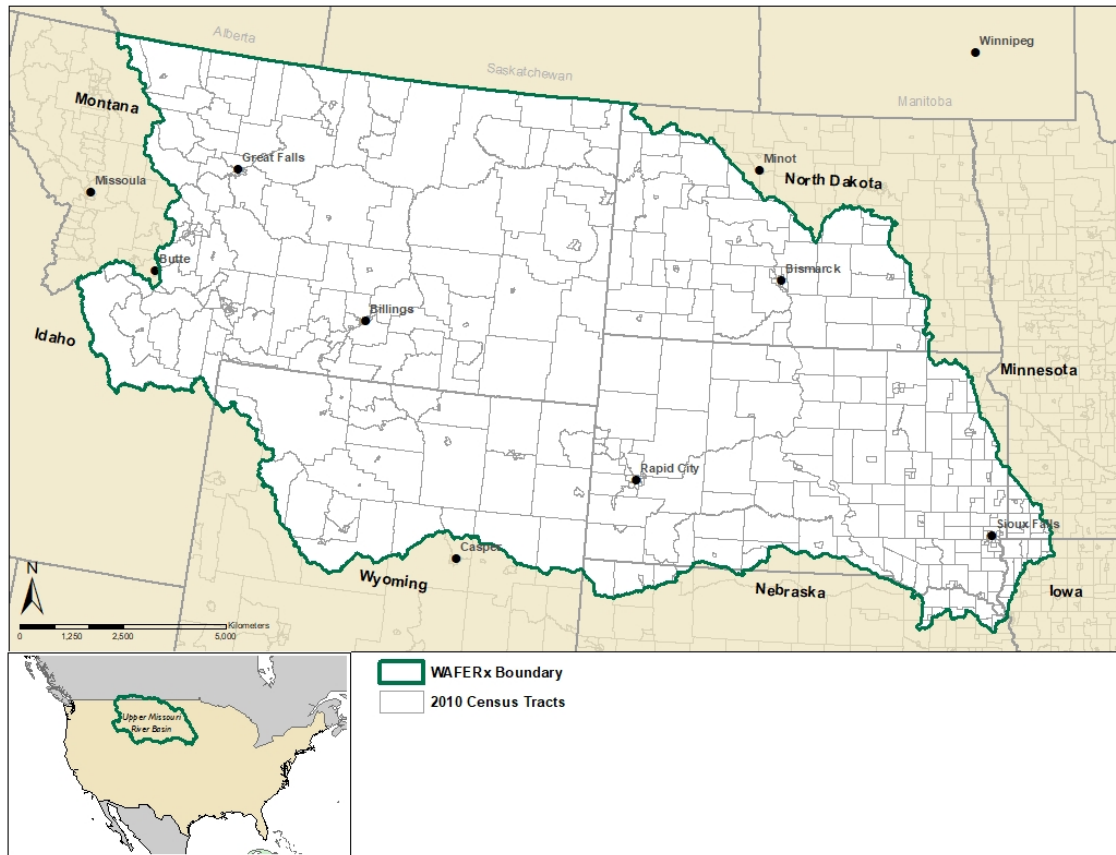 Alberta
Saskatchewan
Manitoba
Winnipeg
Montana
Great Falls
Missoula
Minot
North Dakota
Butte
Bismarck
Billings
Idaho
Minnesota
Rapid City
Sioux Falls
Casper
Wyoming
Nebraska
Iowa
N
Kilometers
0 1,250 2,500 5,000
WAFERx Boundary
2010 Census Tracts
Upper Missouri
River Basin